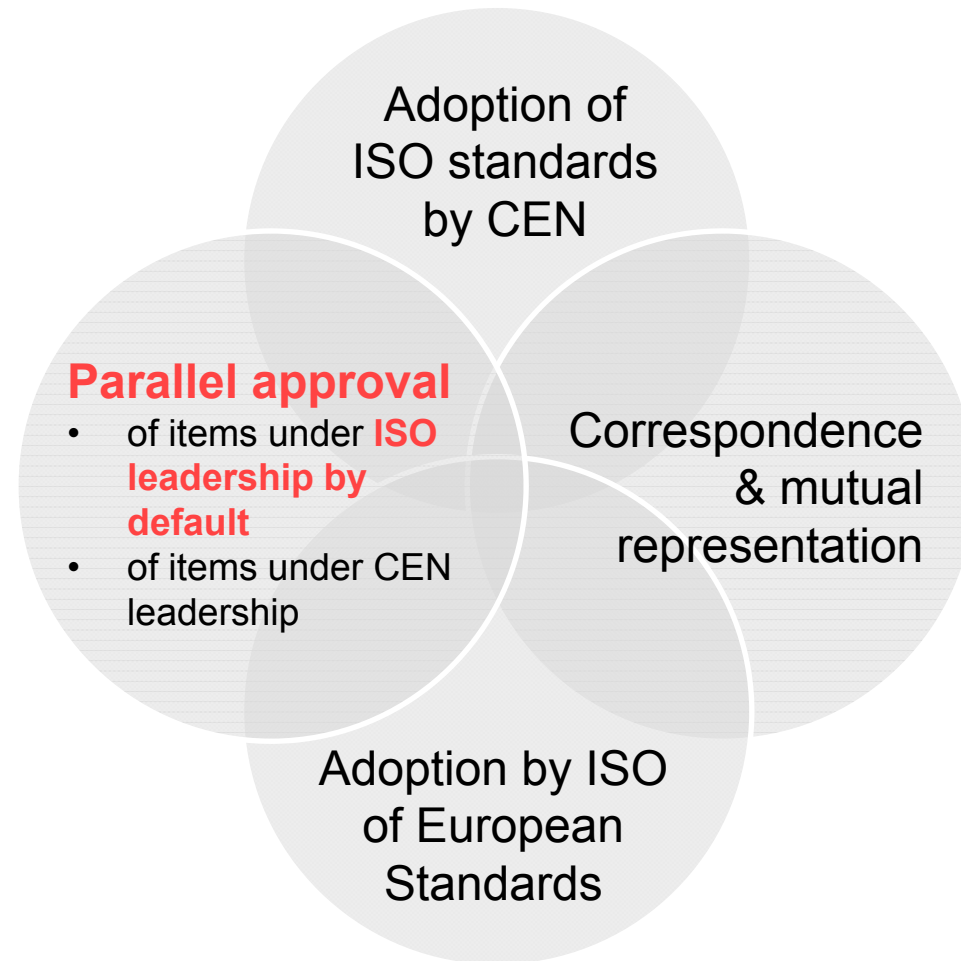 Adoption of
ISO standards
by CEN
Parallel approval
• of items under ISO
leadership by
default
• of items under CEN
leadership
Correspondence
& mutual
representation
Adoption by ISO
of European
Standards